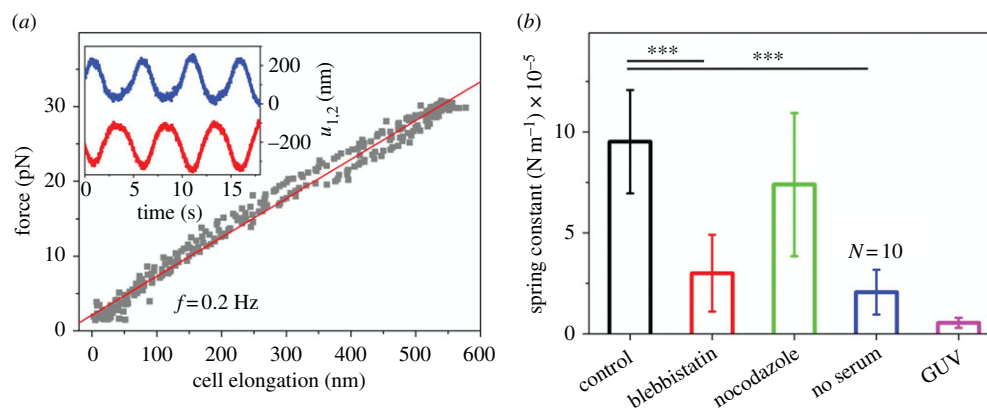 (a)
force (pN)
30
20
10
0
200
0
−200
u1,2 (nm)
0 5 10 15
time (s)
f=0.2 Hz
0 100 200 300 400 500 600
cell elongation (nm)
(b)
spring constant (N m−1) × 10−5
10
5
0
***
***
N=10
control
blebbistatin
nocodazole
no serum
GUV